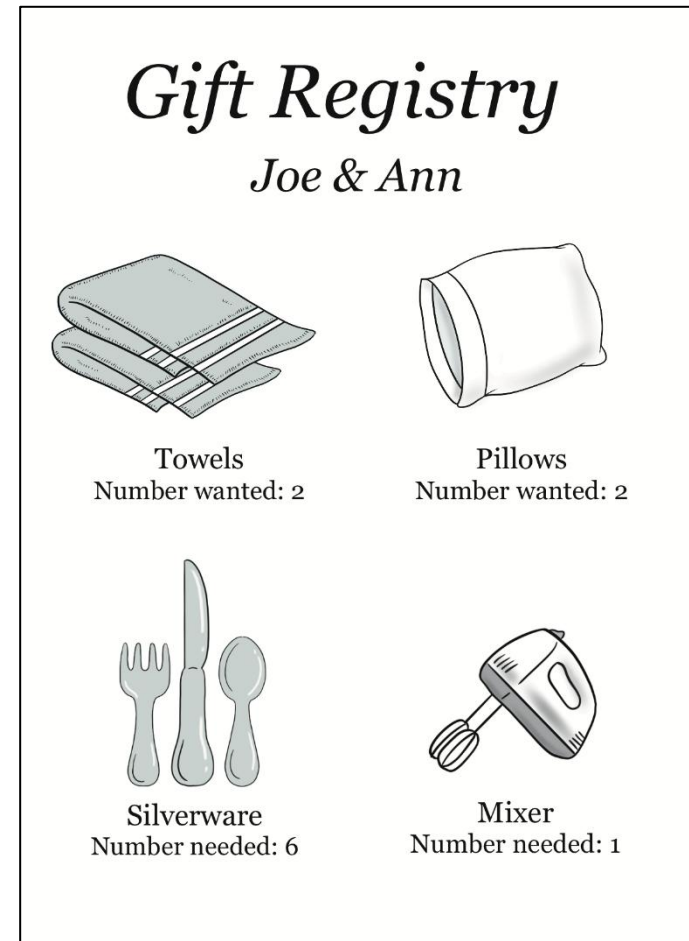 Gift Registry
Joe & Ann
Towels
Number wanted: 2
Pillows
Number wanted: 2
Silverware
Number needed: 6
Mixer
Number needed: 1